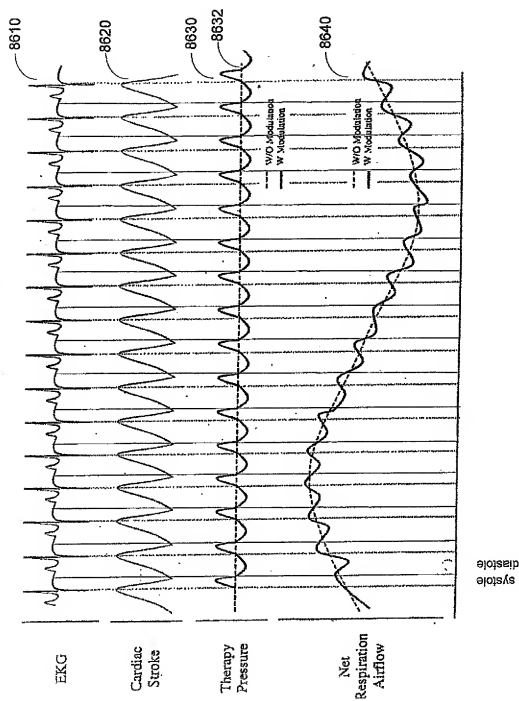 8610
8620
8630
8632
8640
W/O Modulation
W Modulation
W/O Modulation
W Modulation
EKG
Cardiac
Stroke
Therapy
Pressure
Net
Respiration
Airflow
systole
diastole